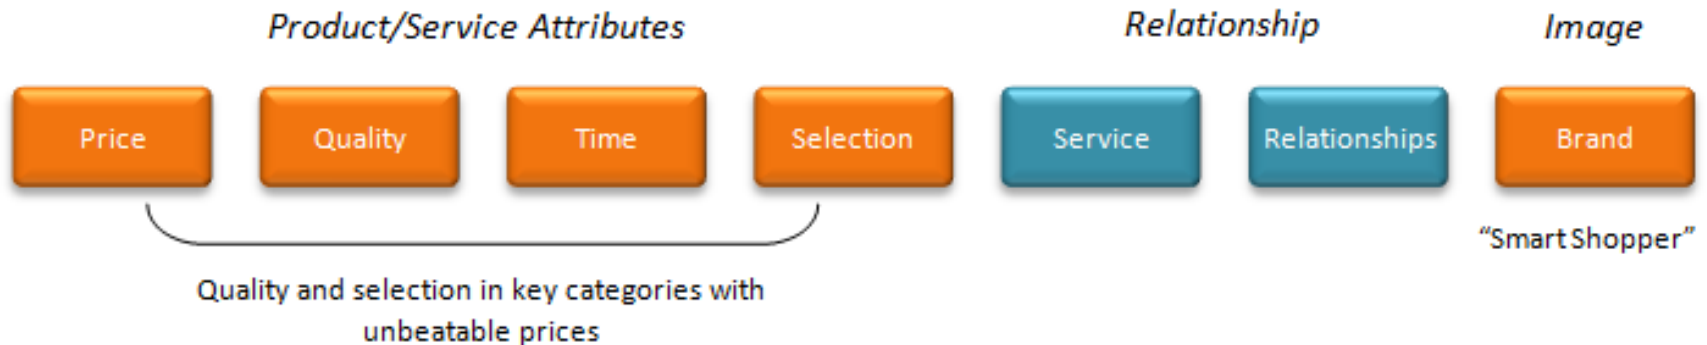 Product/Service Attributes
Relationship
Image
Price
Quality
Time
Selection
Service
Relationships
Brand
“Smart Shopper”
Quality and selection in key categories with
unbeatable prices